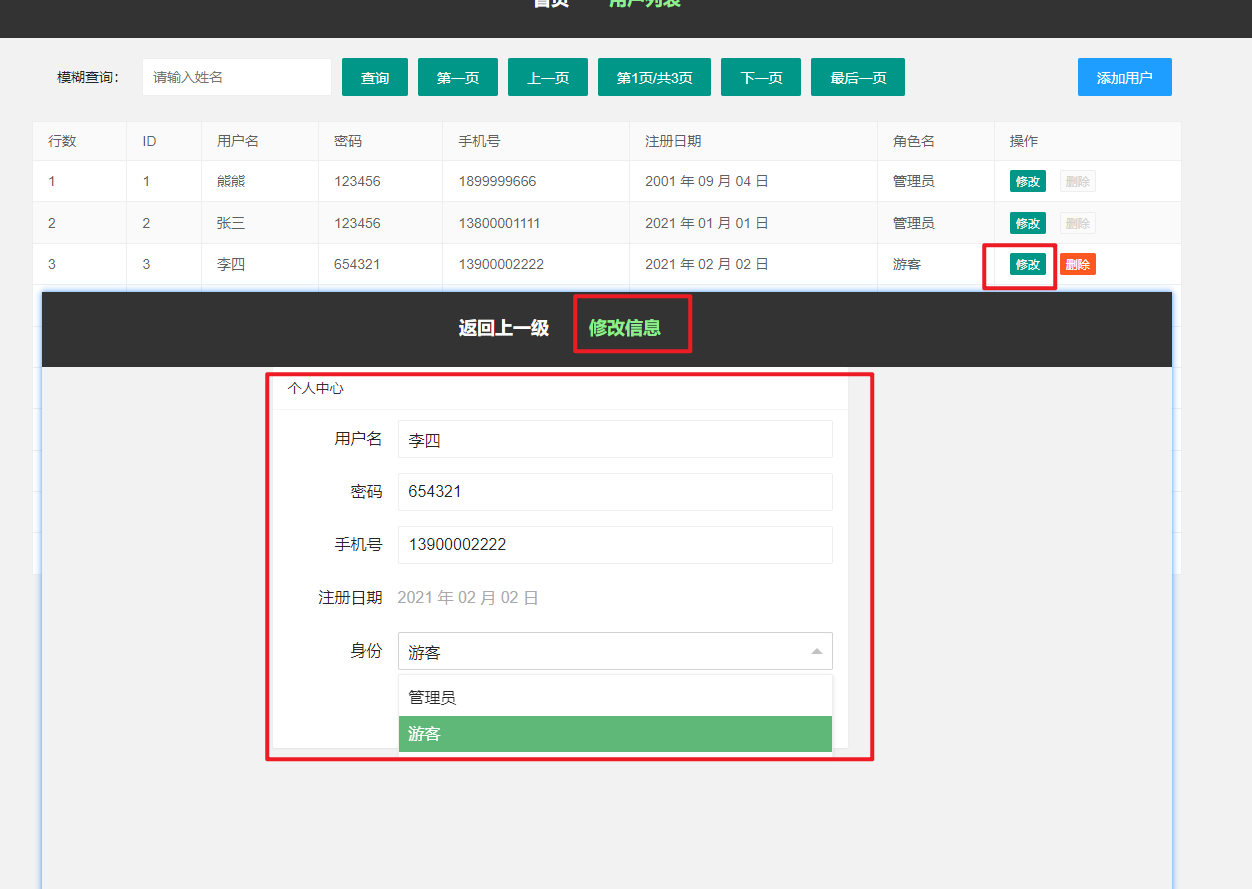 首页 用户列表
模糊查询: 请输入姓名 查询 第一页 上一页 第1页/共3页 下一页 最后一页 添加用户
行数 ID 用户名 密码 手机号 注册日期 角色名 操作
1 1 熊熊 123456 1899999666 2001 年 09 月 04 日 管理员 修改 删除
2 2 张三 123456 13800001111 2021 年 01 月 01 日 管理员 修改 删除
3 3 李四 654321 13900002222 2021 年 02 月 02 日 游客 修改 删除
返回上一级 修改信息
个人中心
用户名 李四
密码 654321
手机号 13900002222
注册日期 2021 年 02 月 02 日
身份 游客
管理员
游客